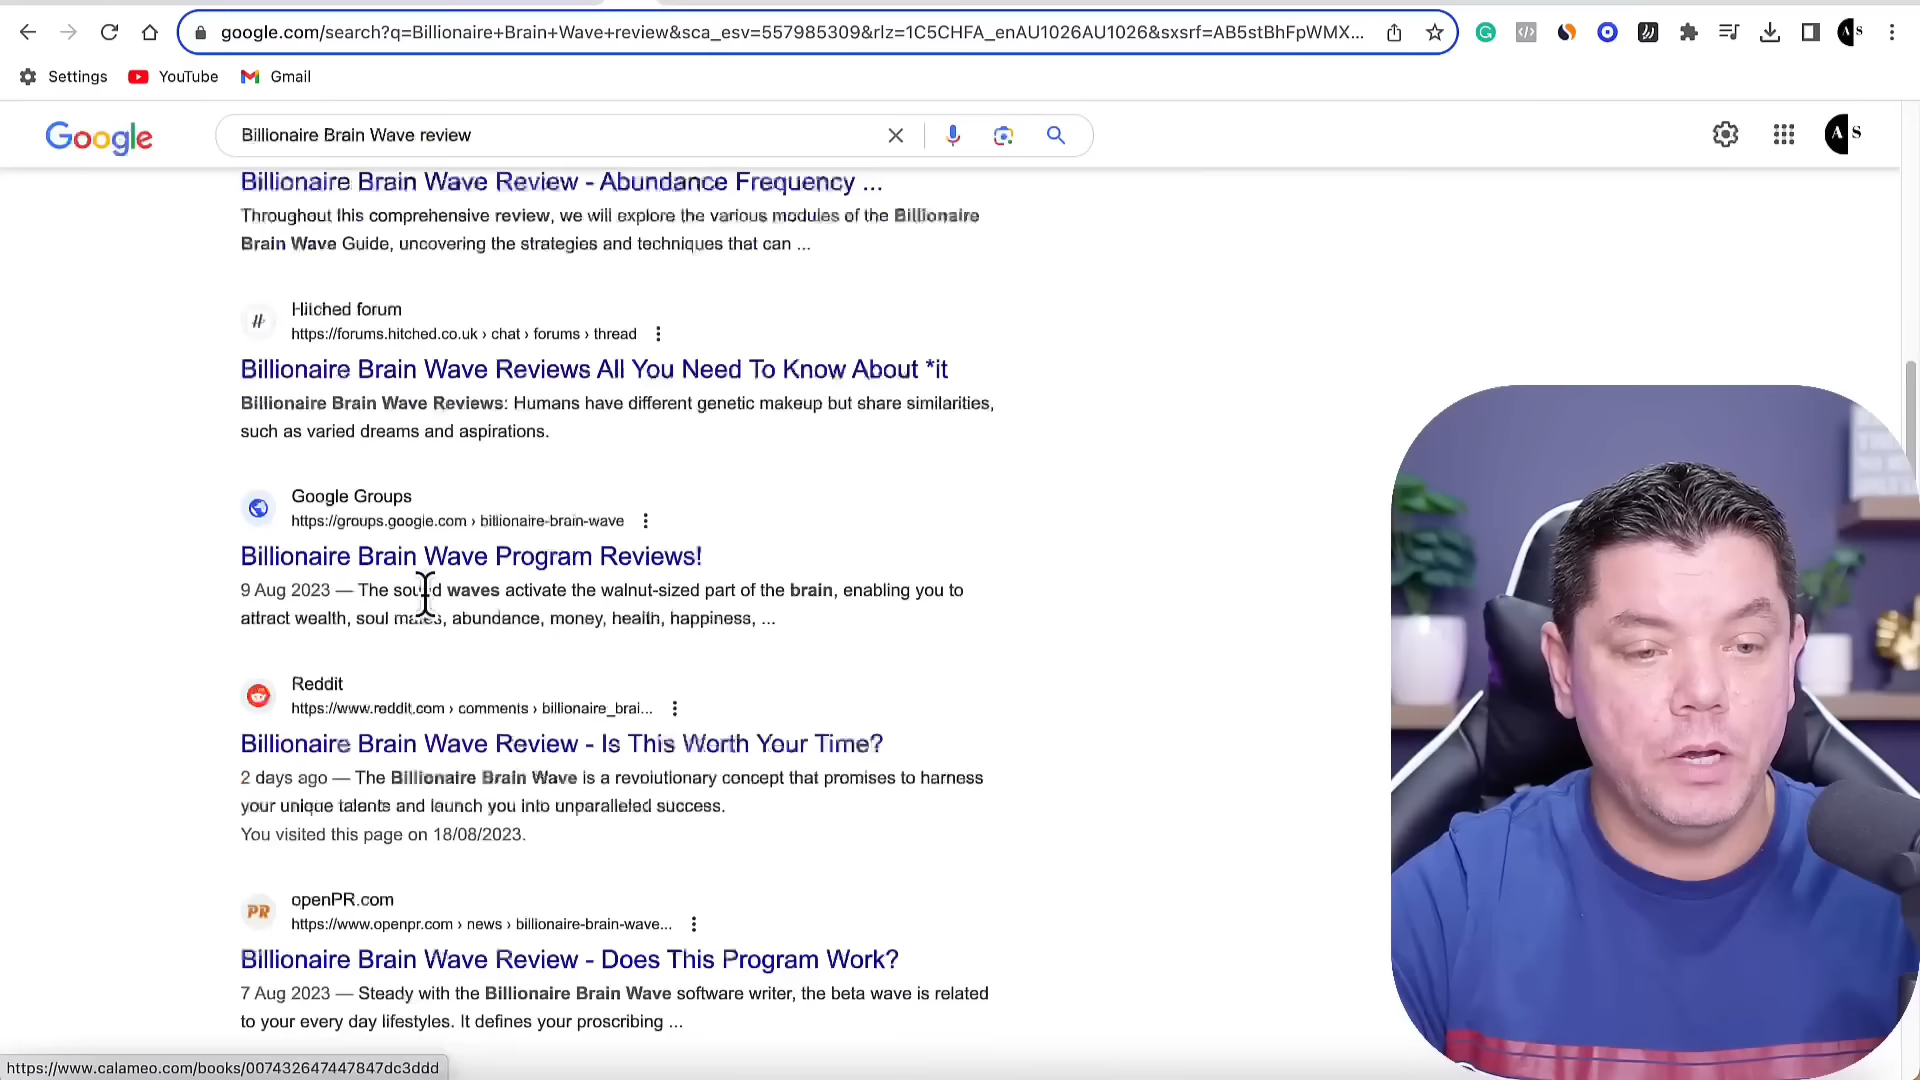 google.com/search?q=Billionaire+Brain+Wave+review&sca_esv=557985309&rlz=1C5CHFA_enAU1026AU1026&sxsrf=AB5stBhFpWMX...
Settings YouTube Gmail
Google Billionaire Brain Wave review A S
Billionaire Brain Wave Review - Abundance Frequency ...
Throughout this comprehensive review, we will explore the various modules of the Billionaire
Brain Wave Guide, uncovering the strategies and techniques that can ...
Hitched forum
https://forums.hitched.co.uk › chat › forums › thread
Billionaire Brain Wave Reviews All You Need To Know About *it
Billionaire Brain Wave Reviews: Humans have different genetic makeup but share similarities,
such as varied dreams and aspirations.
Google Groups
https://groups.google.com › billionaire-brain-wave
Billionaire Brain Wave Program Reviews!
9 Aug 2023 — The sound waves activate the walnut-sized part of the brain, enabling you to
attract wealth, soul mates, abundance, money, health, happiness, ...
Reddit
https://www.reddit.com › comments › billionaire_brai...
Billionaire Brain Wave Review - Is This Worth Your Time?
2 days ago — The Billionaire Brain Wave is a revolutionary concept that promises to harness
your unique talents and launch you into unparalleled success.
You visited this page on 18/08/2023.
PR openPR.com
https://www.openpr.com › news › billionaire-brain-wave...
Billionaire Brain Wave Review - Does This Program Work?
7 Aug 2023 — Steady with the Billionaire Brain Wave software writer, the beta wave is related
to your every day lifestyles. It defines your proscribing ...
https://www.calameo.com/books/007432647447847dc3ddd